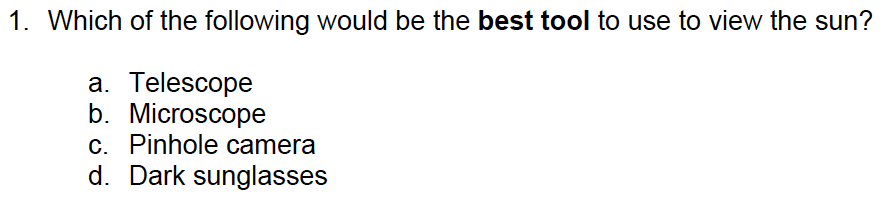 1. Which of the following would be the best tool to use to view the sun?
a. Telescope
b. Microscope
c. Pinhole camera
d. Dark sunglasses